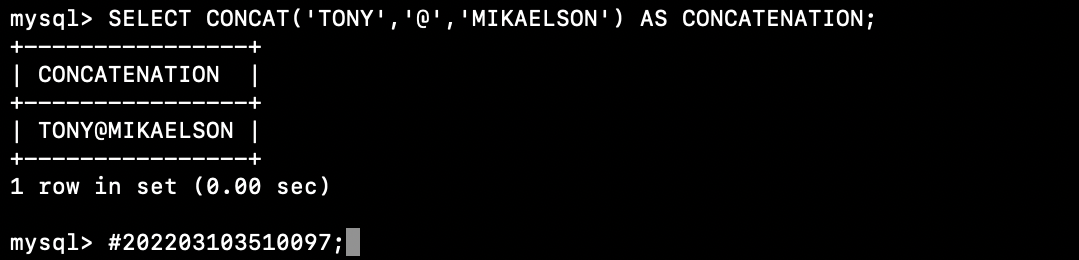 mysql> SELECT CONCAT('TONY','@','MIKAELSON') AS CONCATENATION;
+----------------+
| CONCATENATION  |
+----------------+
| TONY@MIKAELSON |
+----------------+
1 row in set (0.00 sec)
mysql> #202203103510097;